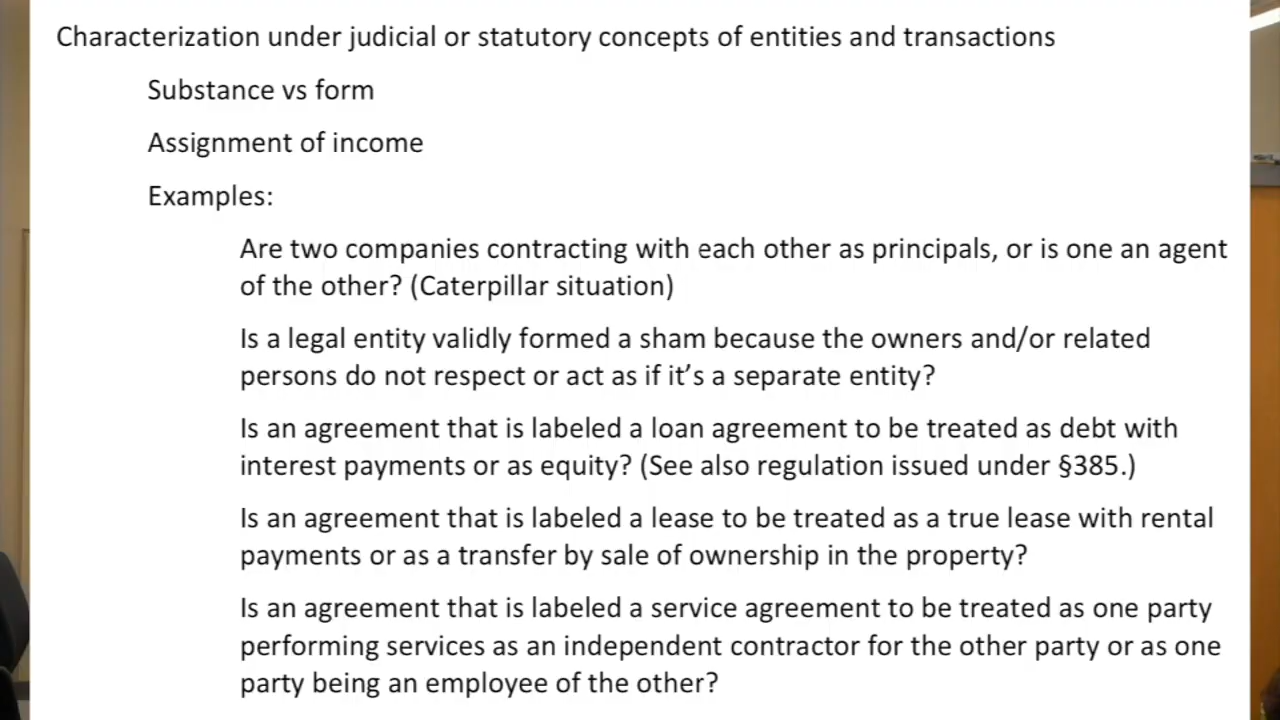 Characterization under judicial or statutory concepts of entities and transactions
Substance vs form
Assignment of income
Examples:
Are two companies contracting with each other as principals, or is one an agent
of the other? (Caterpillar situation)
Is a legal entity validly formed a sham because the owners and/or related
persons do not respect or act as if it’s a separate entity?
Is an agreement that is labeled a loan agreement to be treated as debt with
interest payments or as equity? (See also regulation issued under §385.)
Is an agreement that is labeled a lease to be treated as a true lease with rental
payments or as a transfer by sale of ownership in the property?
Is an agreement that is labeled a service agreement to be treated as one party
performing services as an independent contractor for the other party or as one
party being an employee of the other?